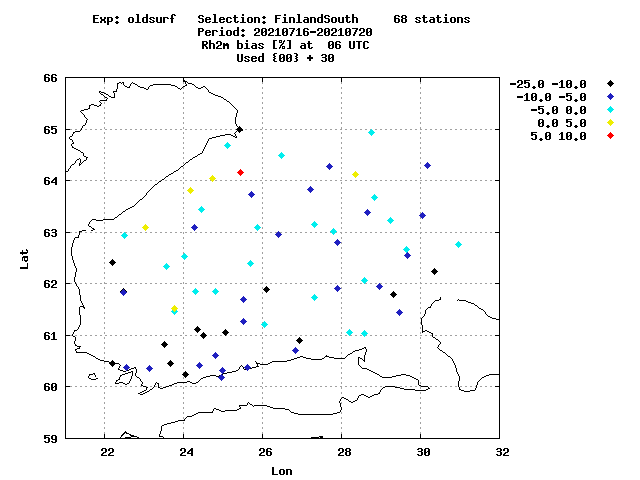 Exp: oldsurf   Selection: FinlandSouth     68 stations
Period: 20210716-20210720
Rh2m bias [%] at  06 UTC
Used {00} + 30
-25.0 -10.0
-10.0 -5.0
-5.0 0.0
0.0 5.0
5.0 10.0
66
65
64
63
62
61
60
59
Lat
22 24 26 28 30 32
Lon